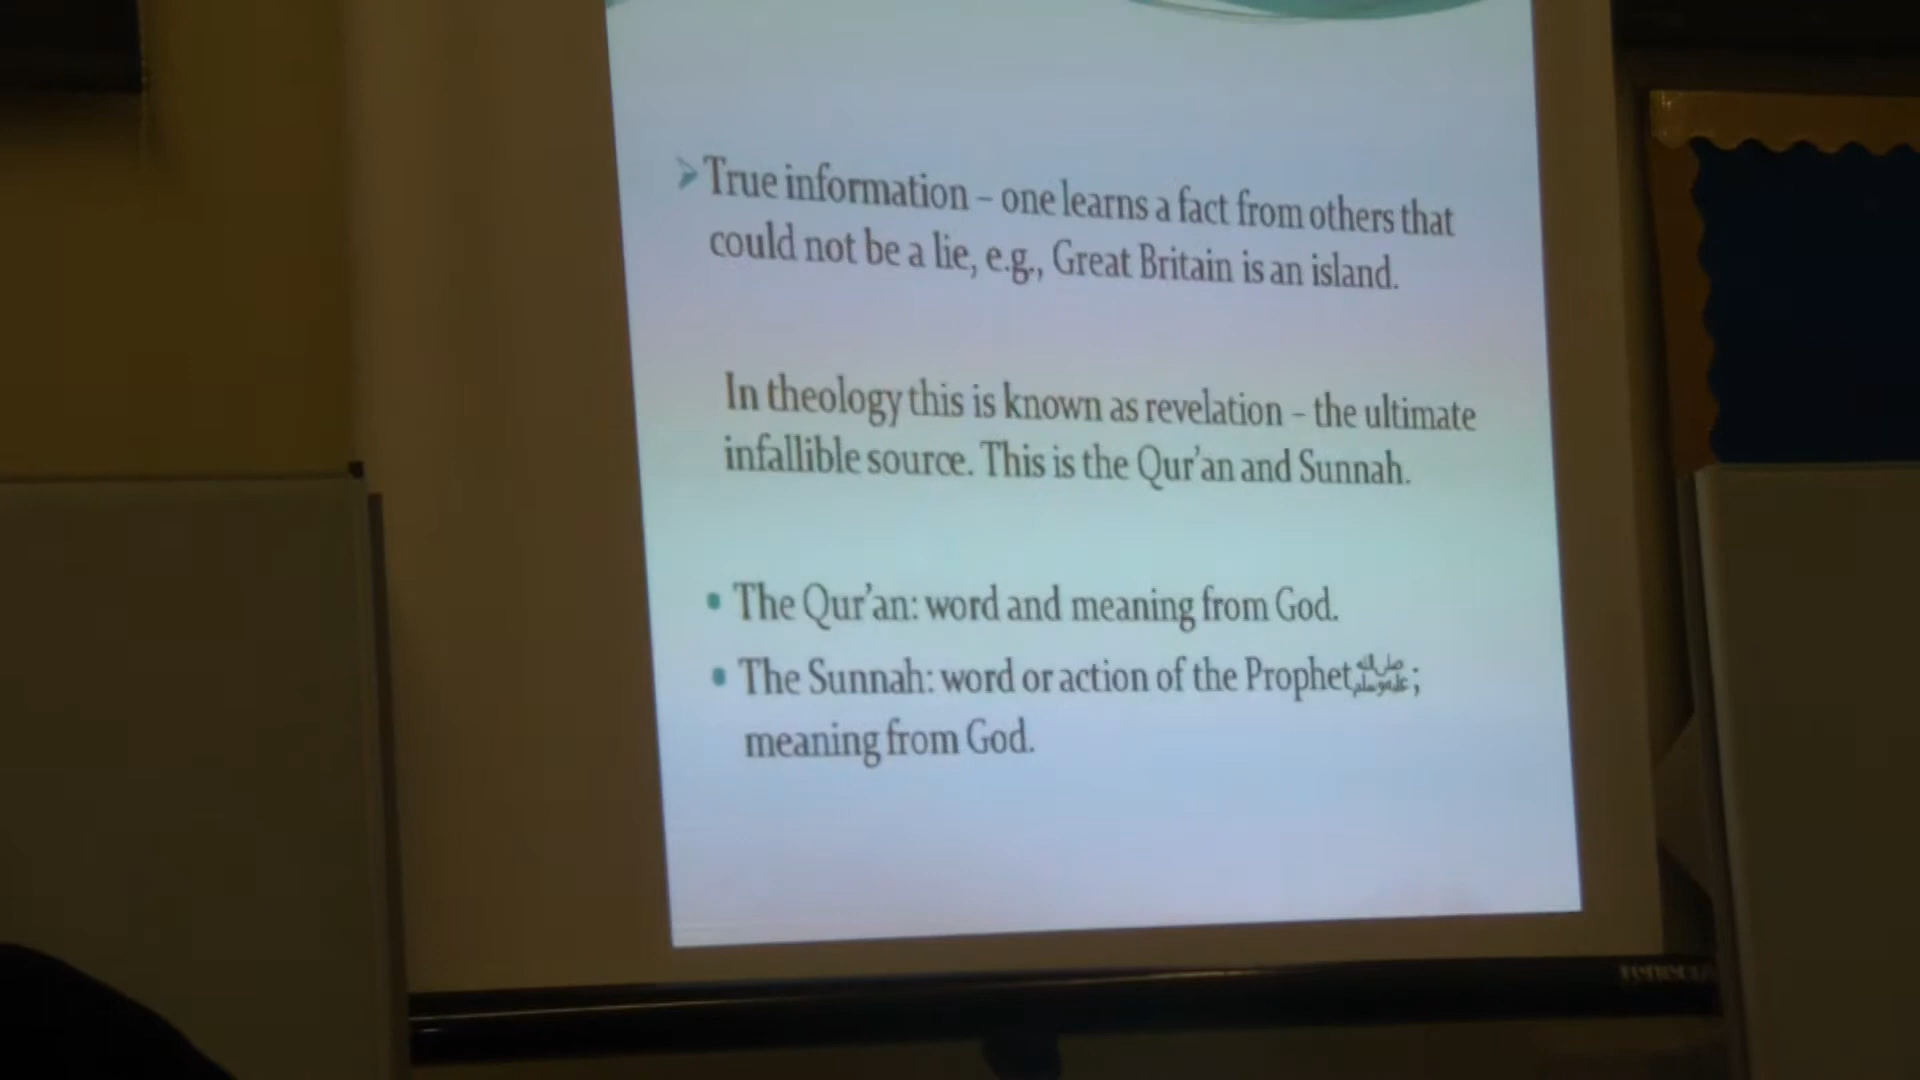 True information – one learns a fact from others that
could not be a lie, e.g., Great Britain is an island.
In theology this is known as revelation – the ultimate
infallible source. This is the Qur’an and Sunnah.
• The Qur’an: word and meaning from God.
• The Sunnah: word or action of the Prophet ﷺ;
meaning from God.